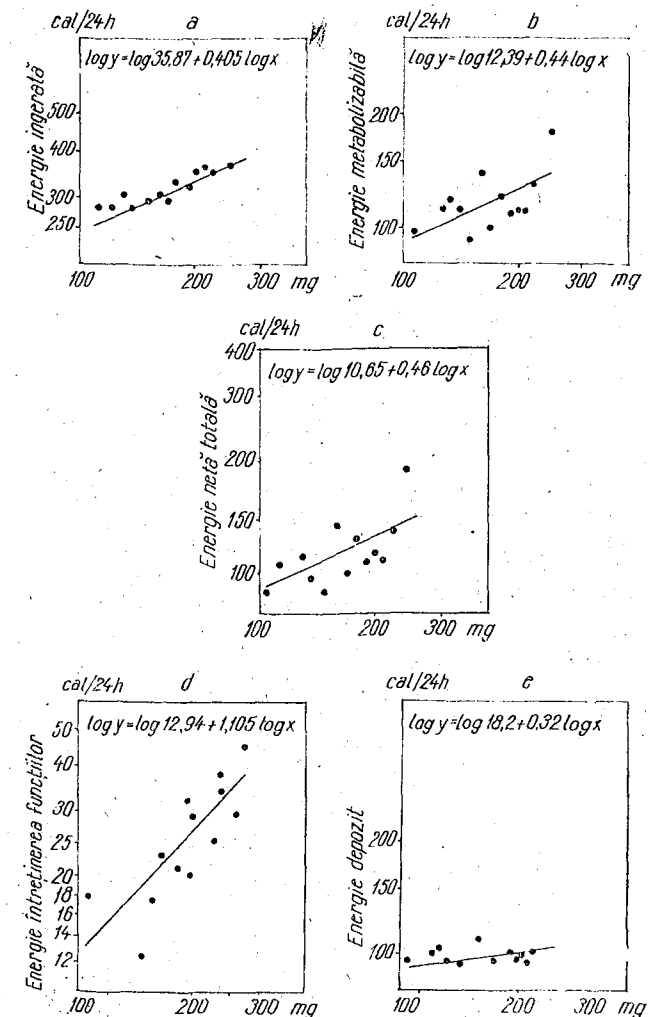 cal/24h a
log y = log 35,87 + 0,405 log x
Energie ingerată
500
400
300
250
100 200 300 mg
cal/24h b
log y = log 12,39 + 0,44 log x
Energie metabolizabilă
200
150
100
100 200 300 mg
cal/24h c
log y = log 10,65 + 0,46 log x
Energie netă totală
400
300
200
150
100
100 200 300 mg
cal/24h d
log y = log 12,94 + 1,105 log x
Energie întreținerea funcțiilor
50
40
30
25
20
18
16
14
12
100 200 300 mg
cal/24h e
log y = log 18,2 + 0,32 log x
Energie depozit
200
150
100
100 200 300 mg